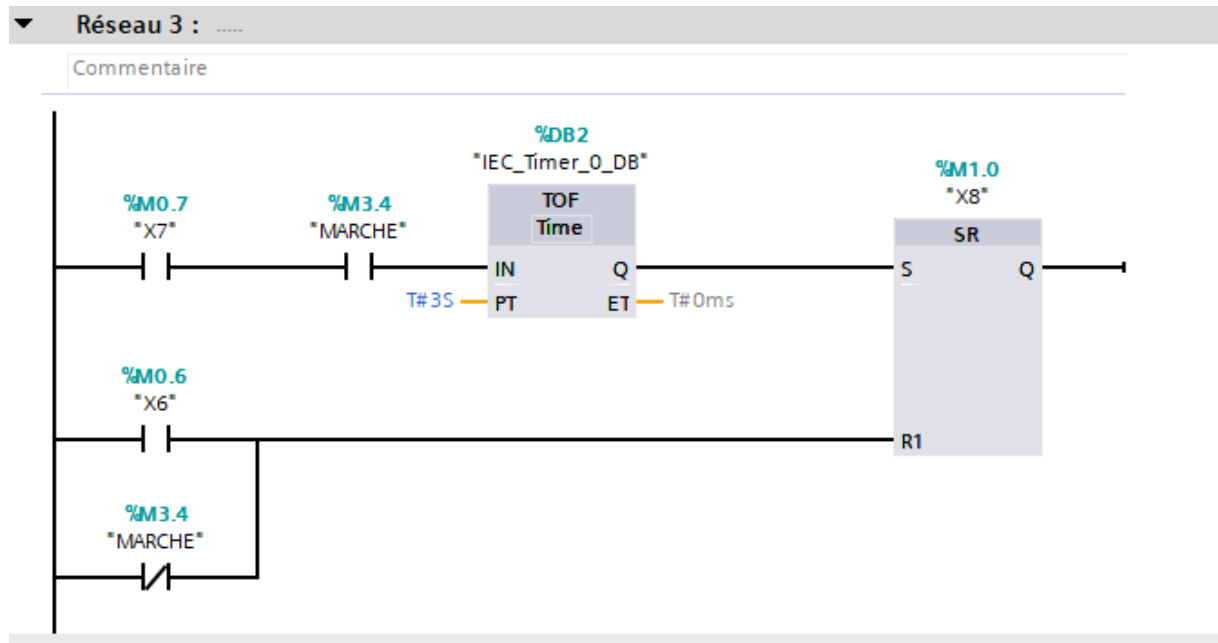 Réseau 3 : .....
Commentaire
%DB2
"IEC_Timer_0_DB"
%M1.0
"X8"
%M0.7
"X7"
%M3.4
"MARCHE"
TOF
Time
SR
IN Q
S Q
T#3S PT ET T#0ms
%M0.6
"X6"
R1
%M3.4
"MARCHE"